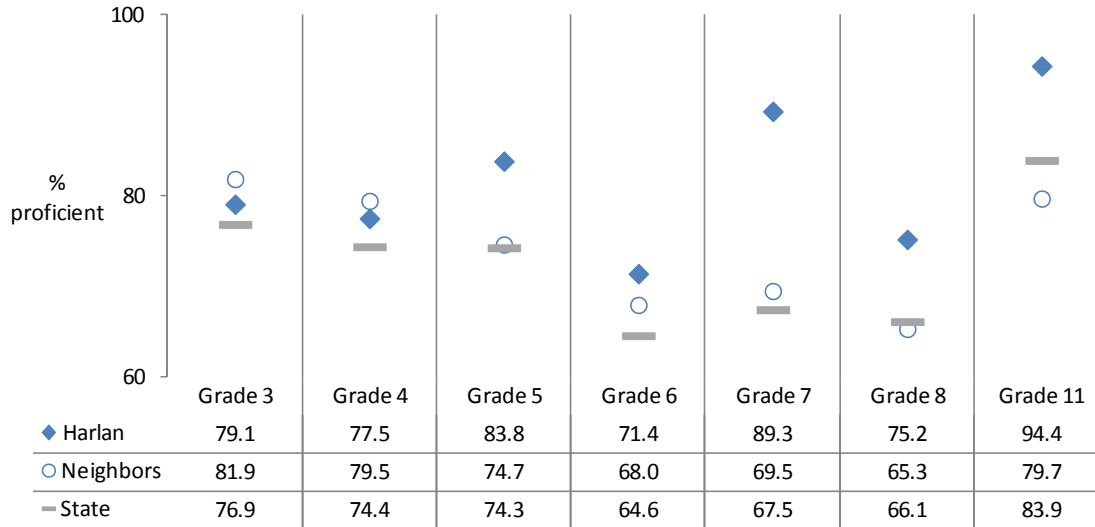 100
%
proficient
80
60
Grade 3 Grade 4 Grade 5 Grade 6 Grade 7 Grade 8 Grade 11
Harlan 79.1 77.5 83.8 71.4 89.3 75.2 94.4
Neighbors 81.9 79.5 74.7 68.0 69.5 65.3 79.7
State 76.9 74.4 74.3 64.6 67.5 66.1 83.9